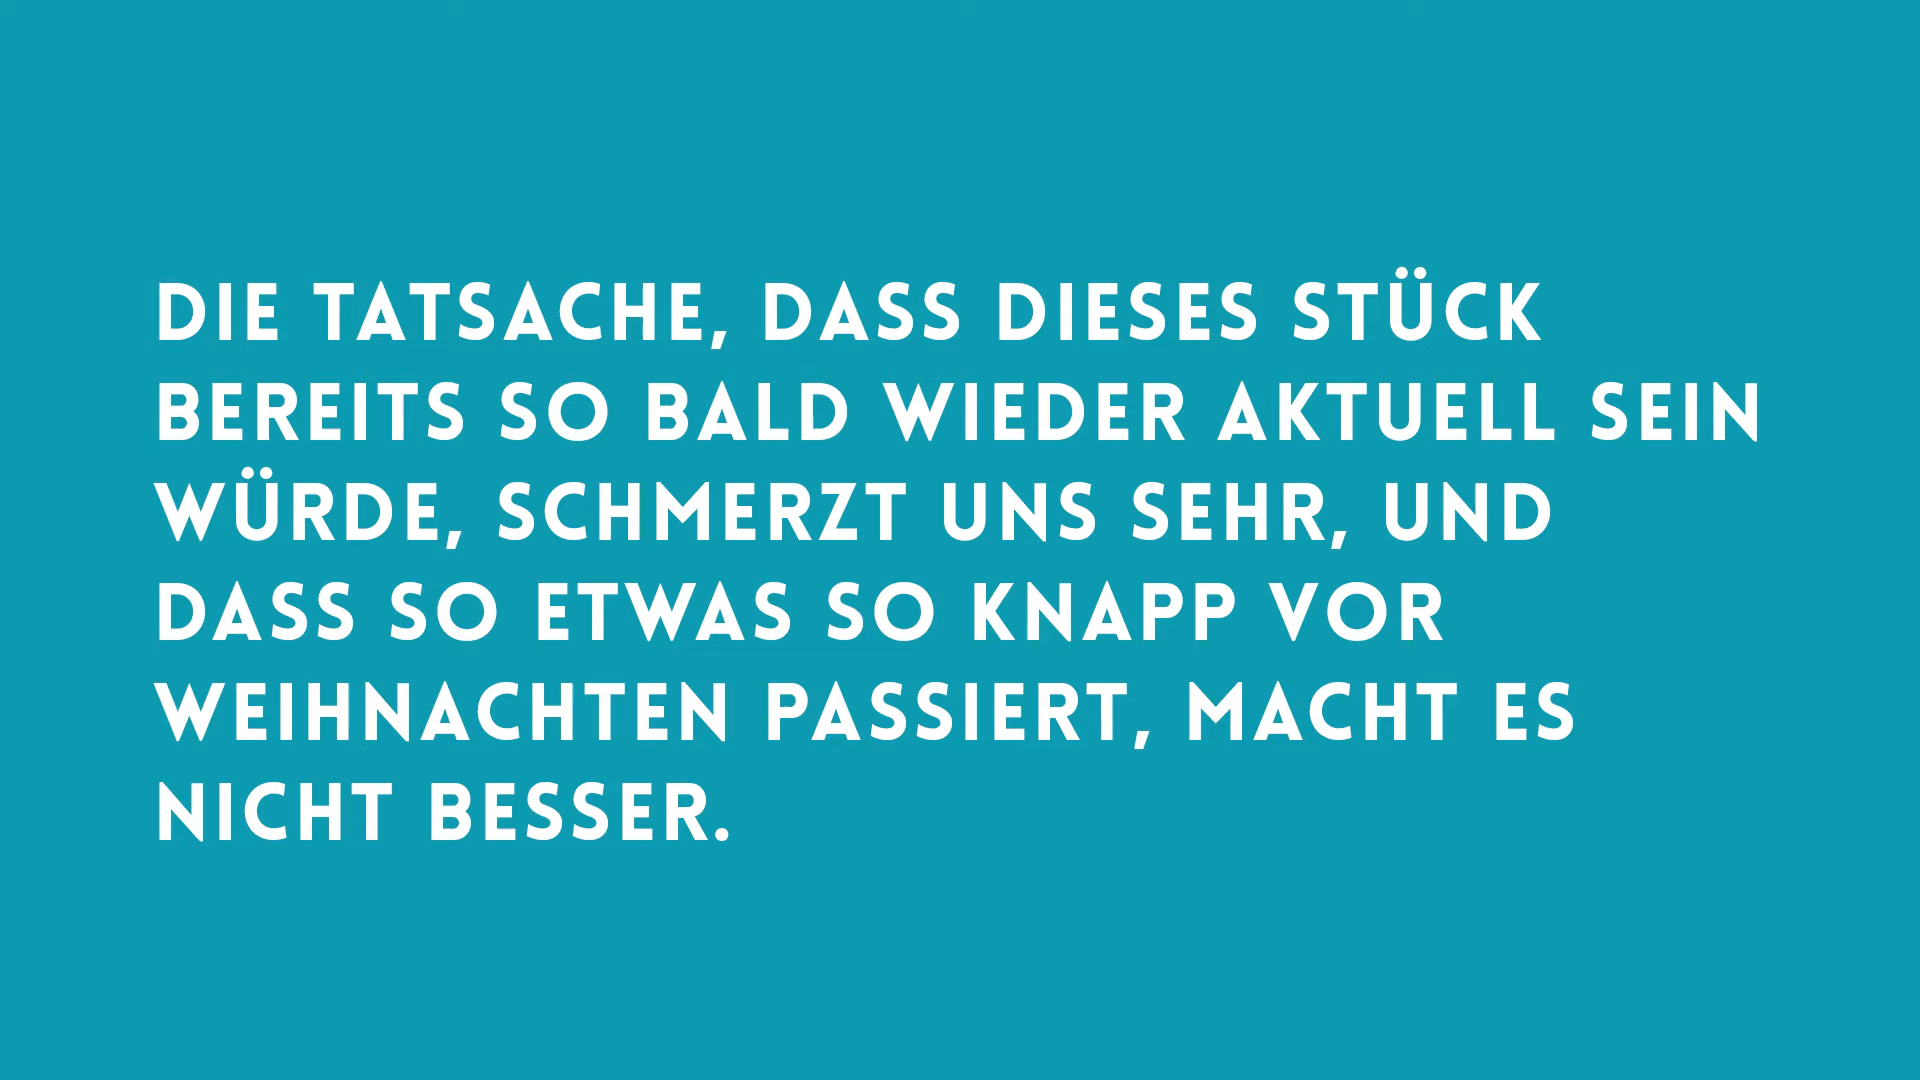 DIE TATSACHE, DASS DIESES STÜCK
BEREITS SO BALD WIEDER AKTUELL SEIN
WÜRDE, SCHMERZT UNS SEHR, UND
DASS SO ETWAS SO KNAPP VOR
WEIHNACHTEN PASSIERT, MACHT ES
NICHT BESSER.